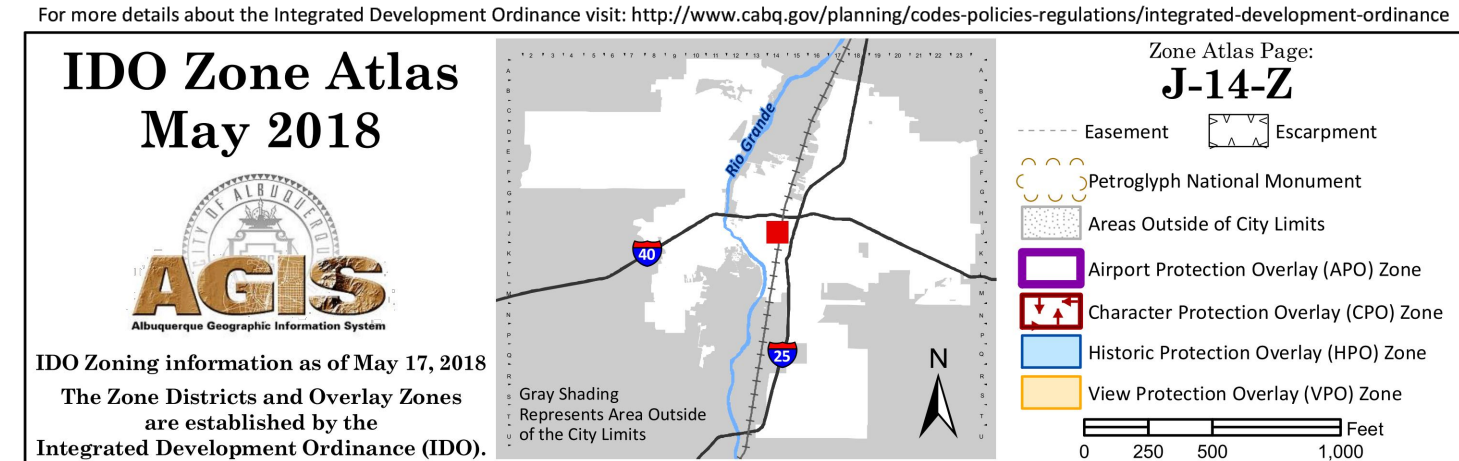 For more details about the Integrated Development Ordinance visit: http://www.cabq.gov/planning/codes-policies-regulations/integrated-development-ordinance
IDO Zone Atlas
May 2018
CITY OF ALBUQUERQUE
AGIS
Albuquerque Geographic Information System
IDO Zoning information as of May 17, 2018
The Zone Districts and Overlay Zones
are established by the
Integrated Development Ordinance (IDO).
Rio Grande
40
25
Gray Shading
Represents Area Outside
of the City Limits
N
Zone Atlas Page:
J-14-Z
Easement
Escarpment
Petroglyph National Monument
Areas Outside of City Limits
Airport Protection Overlay (APO) Zone
Character Protection Overlay (CPO) Zone
Historic Protection Overlay (HPO) Zone
View Protection Overlay (VPO) Zone
Feet
0 250 500 1,000